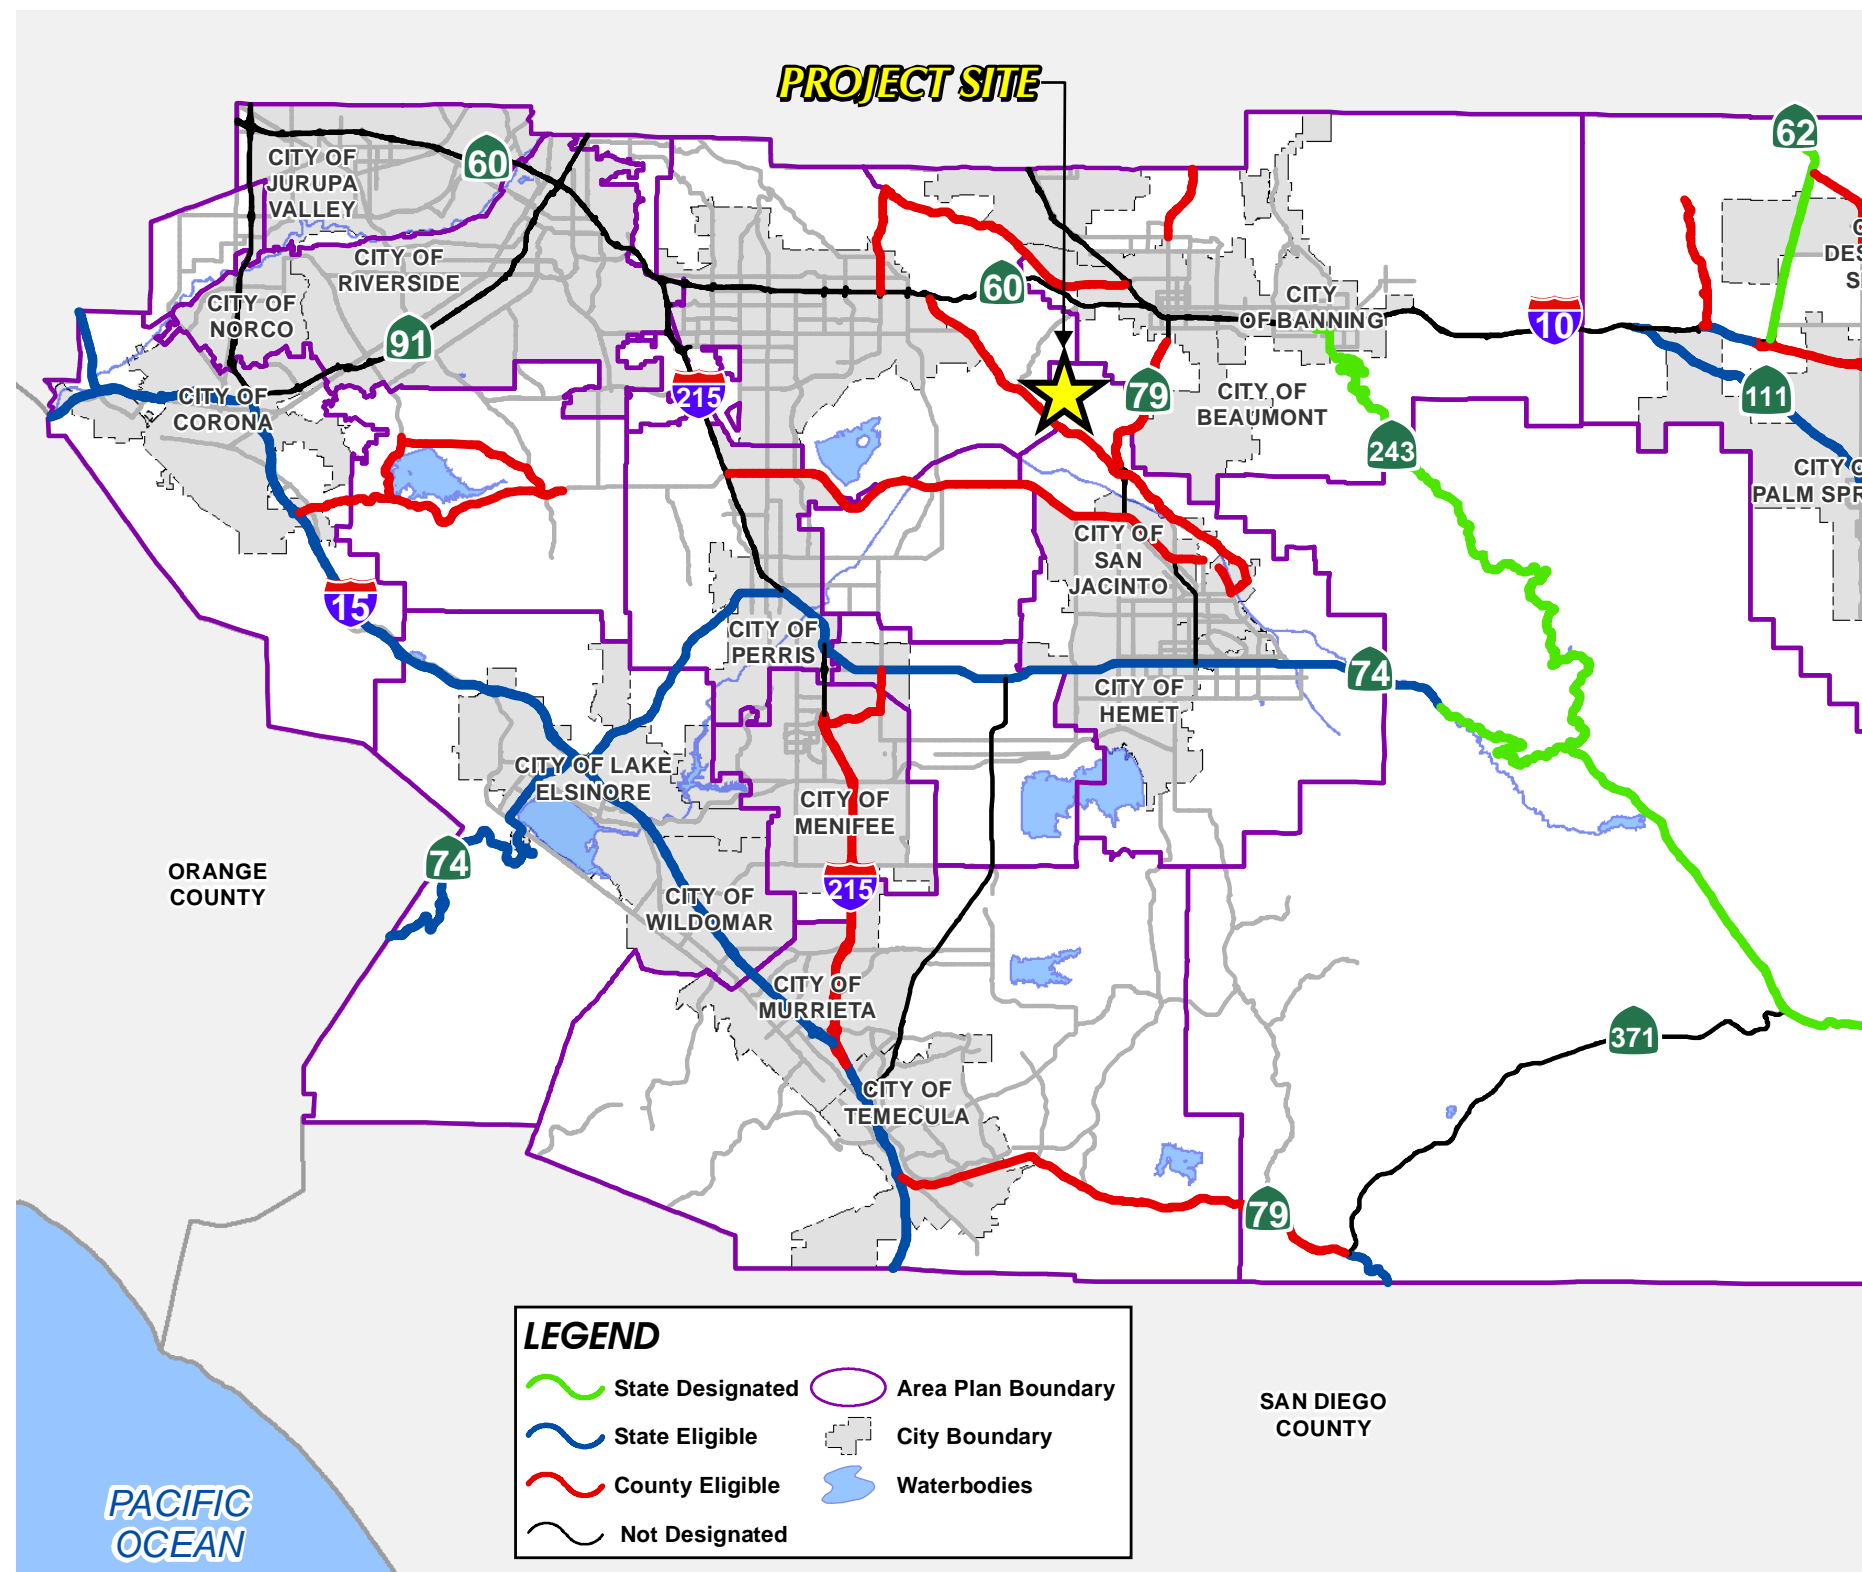 PROJECT SITE
62
60
CITY OF
JURUPA
VALLEY
CITY OF
RIVERSIDE
60
CITY OF
NORCO
CITY
OF BANNING
10
91
215
79
CITY OF
BEAUMONT
111
CITY OF
CORONA
243
PALM SPR
CITY OF
SAN
JACINTO
15
CITY OF
PERRIS
74
CITY OF
HEMET
CITY OF LAKE
ELSINORE
CITY OF
MENIFEE
74
ORANGE
COUNTY
215
CITY OF
WILDOMAR
CITY OF
MURRIETA
371
CITY OF
TEMECULA
79
LEGEND
State Designated
Area Plan Boundary
State Eligible
City Boundary
County Eligible
Waterbodies
Not Designated
SAN DIEGO
COUNTY
PACIFIC
OCEAN